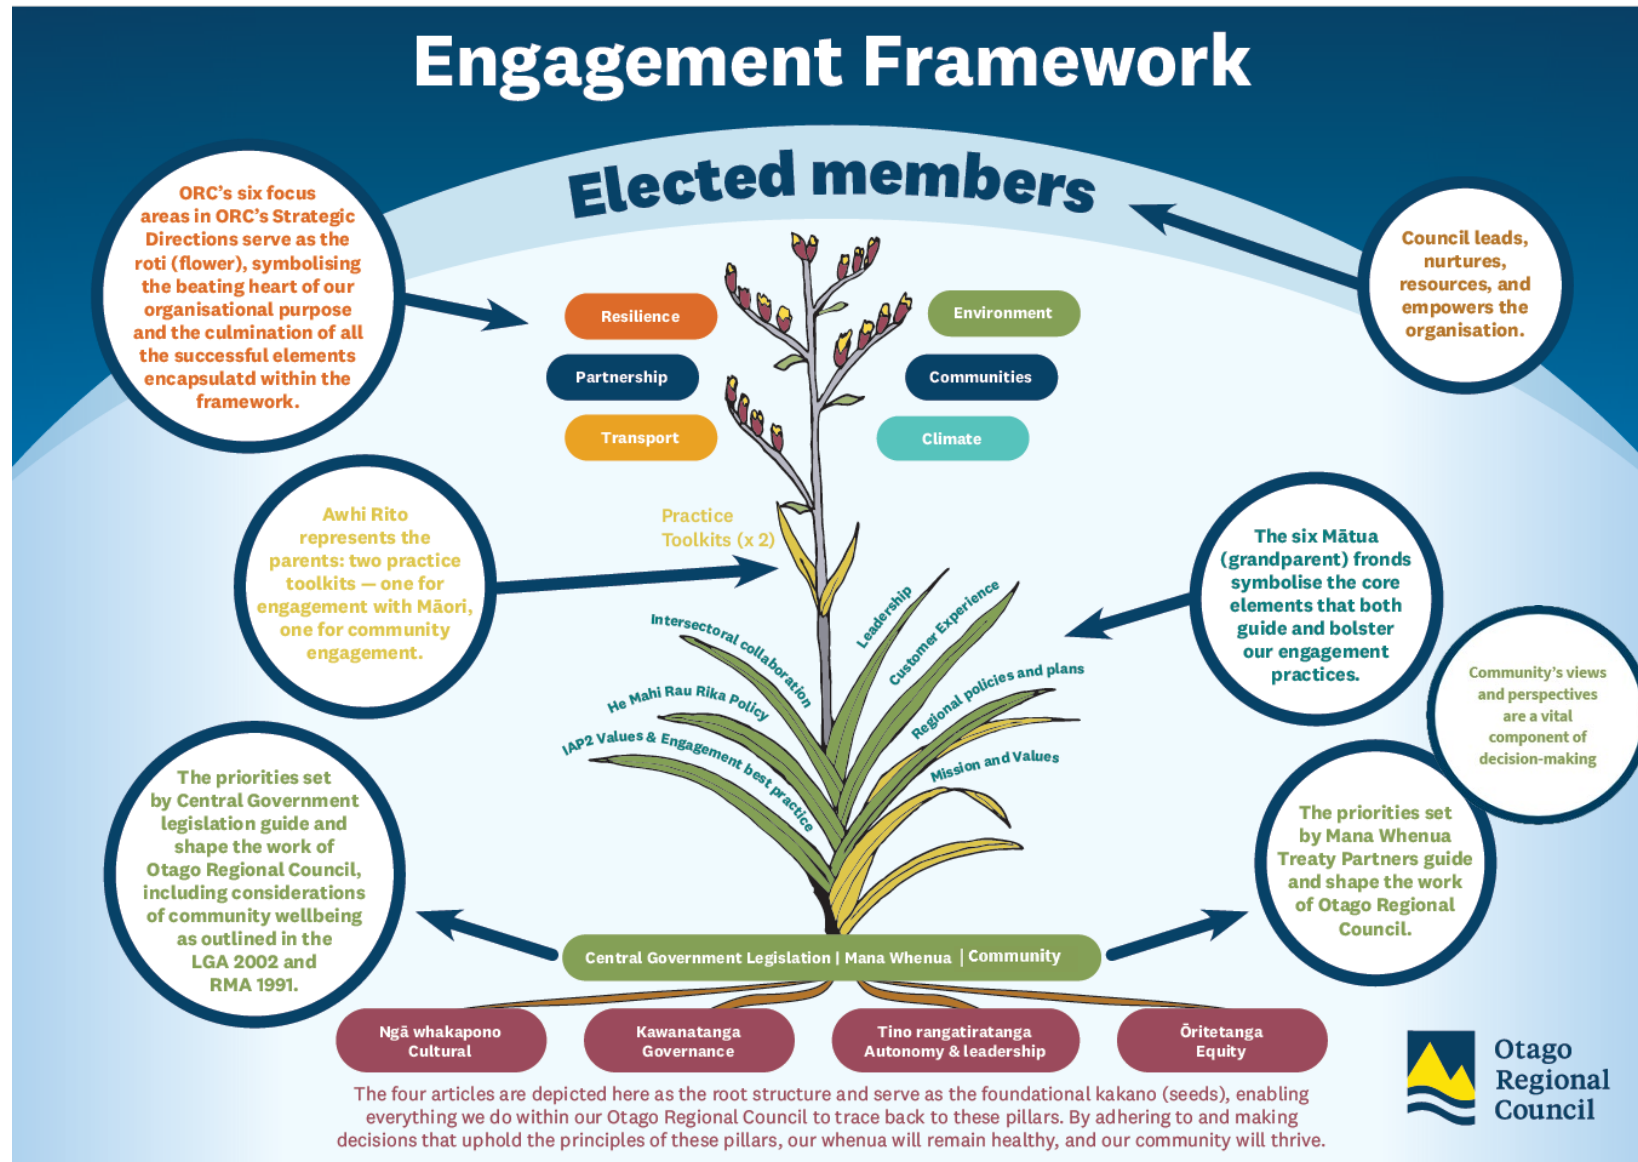 Engagement Framework
Elected members
ORC's six focus
areas in ORC's Strategic
Directions serve as the
roti (flower), symbolising
the beating heart of our
organisational purpose
and the culmination of all
the successful elements
encapsulatd within the
framework.
Council leads,
nurtures,
resources, and
empowers the
organisation.
Resilience
Environment
Partnership
Communities
Transport
Climate
Awhi Rito
represents the
parents: two practice
toolkits — one for
engagement with Māori,
one for community
engagement.
Practice
Toolkits (x 2)
The six Mātua
(grandparent) fronds
symbolise the core
elements that both
guide and bolster
our engagement
practices.
Leadership
Customer Experience
Intersectoral collaboration
Regional policies and plans
He Mahi Rau Rika Policy
IAP2 Values & Engagement best practice
Mission and Values
Community's views
and perspectives
are a vital
component of
decision-making
The priorities set
by Central Government
legislation guide and
shape the work of
Otago Regional Council,
including considerations
of community wellbeing
as outlined in the
LGA 2002 and
RMA 1991.
The priorities set
by Mana Whenua
Treaty Partners guide
and shape the work
of Otago Regional
Council.
Central Government Legislation | Mana Whenua | Community
Ngā whakapono
Cultural
Kawanatanga
Governance
Tino rangatiratanga
Autonomy & leadership
Ōritetanga
Equity
The four articles are depicted here as the root structure and serve as the foundational kakano (seeds), enabling
everything we do within our Otago Regional Council to trace back to these pillars. By adhering to and making
decisions that uphold the principles of these pillars, our whenua will remain healthy, and our community will thrive.
Otago
Regional
Council